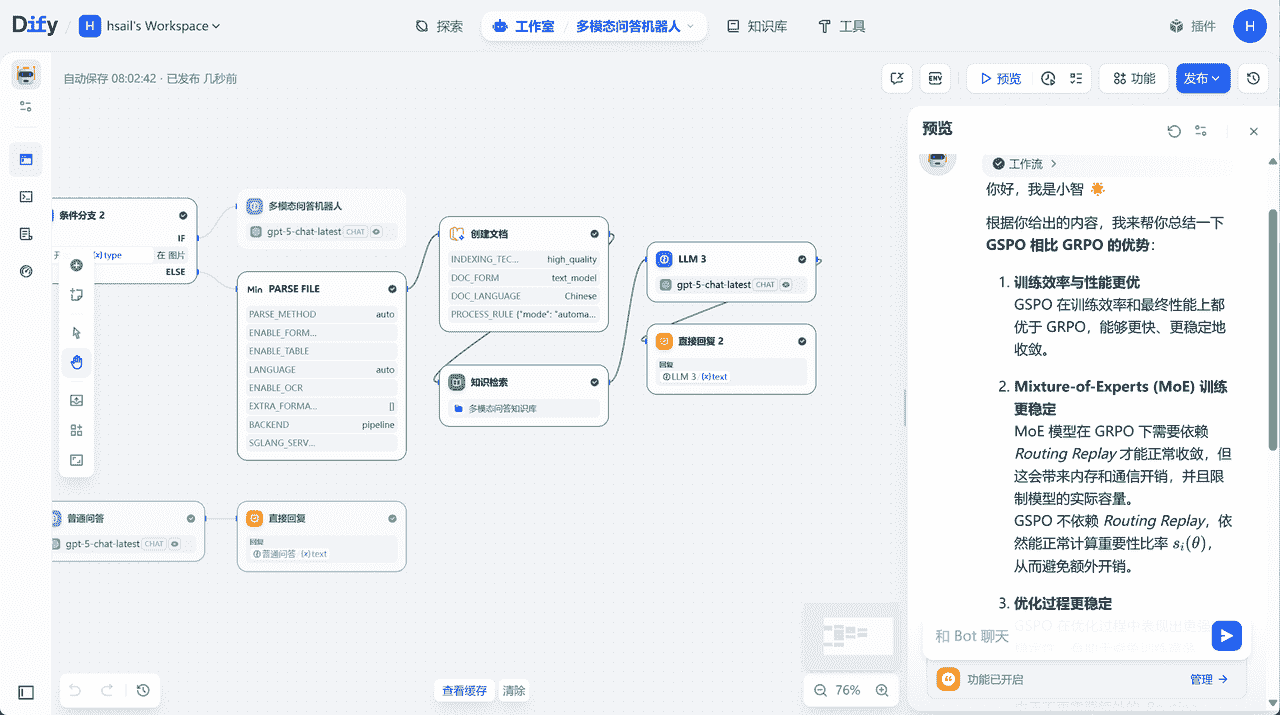 Dify / H hsail's Workspace
探索
工作室 / 多模态问答机器人
知识库
工具
插件
H
自动保存 08:02:42 · 已发布 几秒前
ENV
预览
功能
发布
条件分支 2
IF
{x} type
在 图片
ELSE
多模态问答机器人
gpt-5-chat-latest CHAT
Min PARSE FILE
PARSE_METHOD auto
ENABLE_FORM...
ENABLE_TABLE
LANGUAGE auto
ENABLE_OCR
EXTRA_FORMA... []
BACKEND pipeline
SGLANG_SERV...
创建文档
INDEXING_TEC... high_quality
DOC_FORM text_model
DOC_LANGUAGE Chinese
PROCESS_RULE {"mode": "automa...
知识检索
多模态问答知识库
LLM 3
gpt-5-chat-latest CHAT
直接回复 2
回复
LLM 3 {x} text
普通问答
gpt-5-chat-latest CHAT
直接回复
回复
普通问答 {x} text
查看缓存
清除
76%
预览
工作流
你好，我是小智
根据你给出的内容，我来帮你总结一下
GSPO 相比 GRPO 的优势：
1. 训练效率与性能更优
GSPO 在训练效率和最终性能上都
优于 GRPO，能够更快、更稳定地
收敛。
2. Mixture-of-Experts (MoE) 训练
更稳定
MoE 模型在 GRPO 下需要依赖
Routing Replay 才能正常收敛，但
这会带来内存和通信开销，并且限
制模型的实际容量。
GSPO 不依赖 Routing Replay，依
然能正常计算重要性比率 sᵢ(θ)，
从而避免额外开销。
3. 优化过程更稳定
和 Bot 聊天
功能已开启
管理